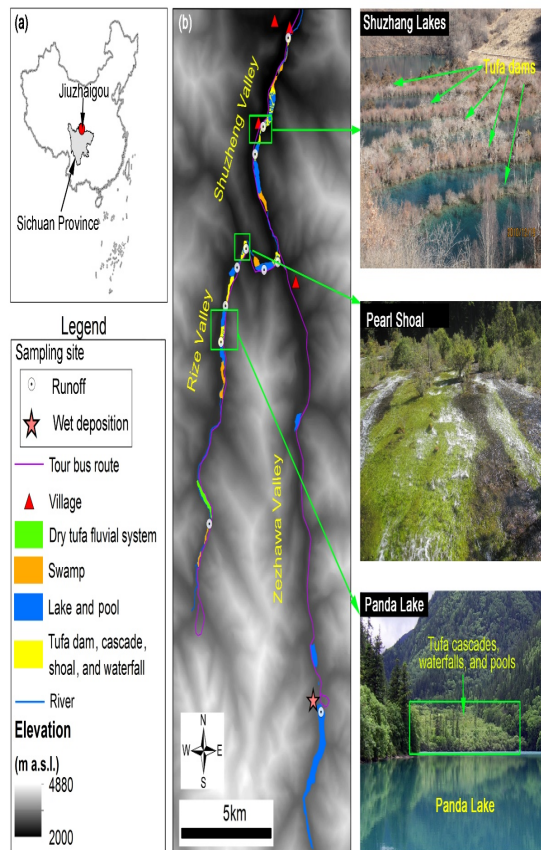 (a)
Jiuzhaigou
Sichuan Province
Legend
Sampling site
Runoff
Wet deposition
Tour bus route
Village
Dry tufa fluvial system
Swamp
Lake and pool
Tufa dam, cascade,
shoal, and waterfall
River
Elevation
(m a.s.l.)
4880
2000
(b)
Shuzheng Valley
Rize Valley
Zezhawa Valley
N
W
E
S
5km
Shuzhang Lakes
Tufa dams
Pearl Shoal
Panda Lake
Tufa cascades,
waterfalls, and pools
Panda Lake